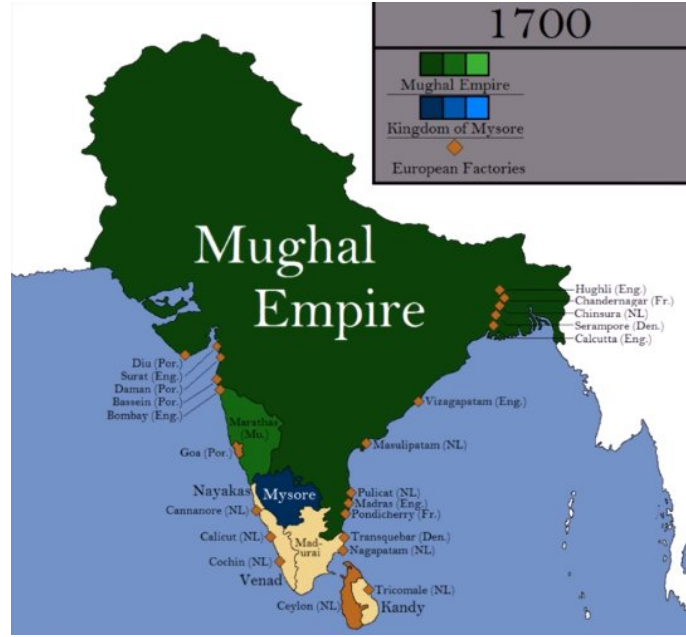 1700
Mughal Empire
Kingdom of Mysore
European Factories
Mughal
Empire
Hughli (Eng.)
Chandernagar (Fr.)
Chinsura (NL)
Serampore (Den.)
Calcutta (Eng.)
Diu (Por.)
Surat (Eng.)
Daman (Por.)
Bassein (Por.)
Bombay (Eng.)
Vizagapatam (Eng.)
Marathas
(Mu.)
Goa (Por.)
Masulipatam (NL)
Nayakas
Mysore
Pulicat (NL)
Madras (Eng.)
Pondicherry (Fr.)
Cannanore (NL)
Calicut (NL)
Mad-
urai
Transquebar (Den.)
Nagapatam (NL)
Cochin (NL)
Venad
Tricomale (NL)
Ceylon (NL)
Kandy